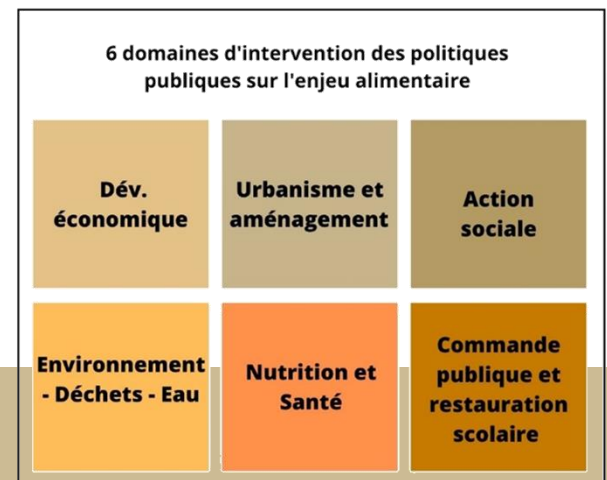 6 domaines d'intervention des politiques
publiques sur l'enjeu alimentaire
Dév.
économique
Urbanisme et
aménagement
Action
sociale
Environnement
- Déchets - Eau
Nutrition et
Santé
Commande
publique et
restauration
scolaire